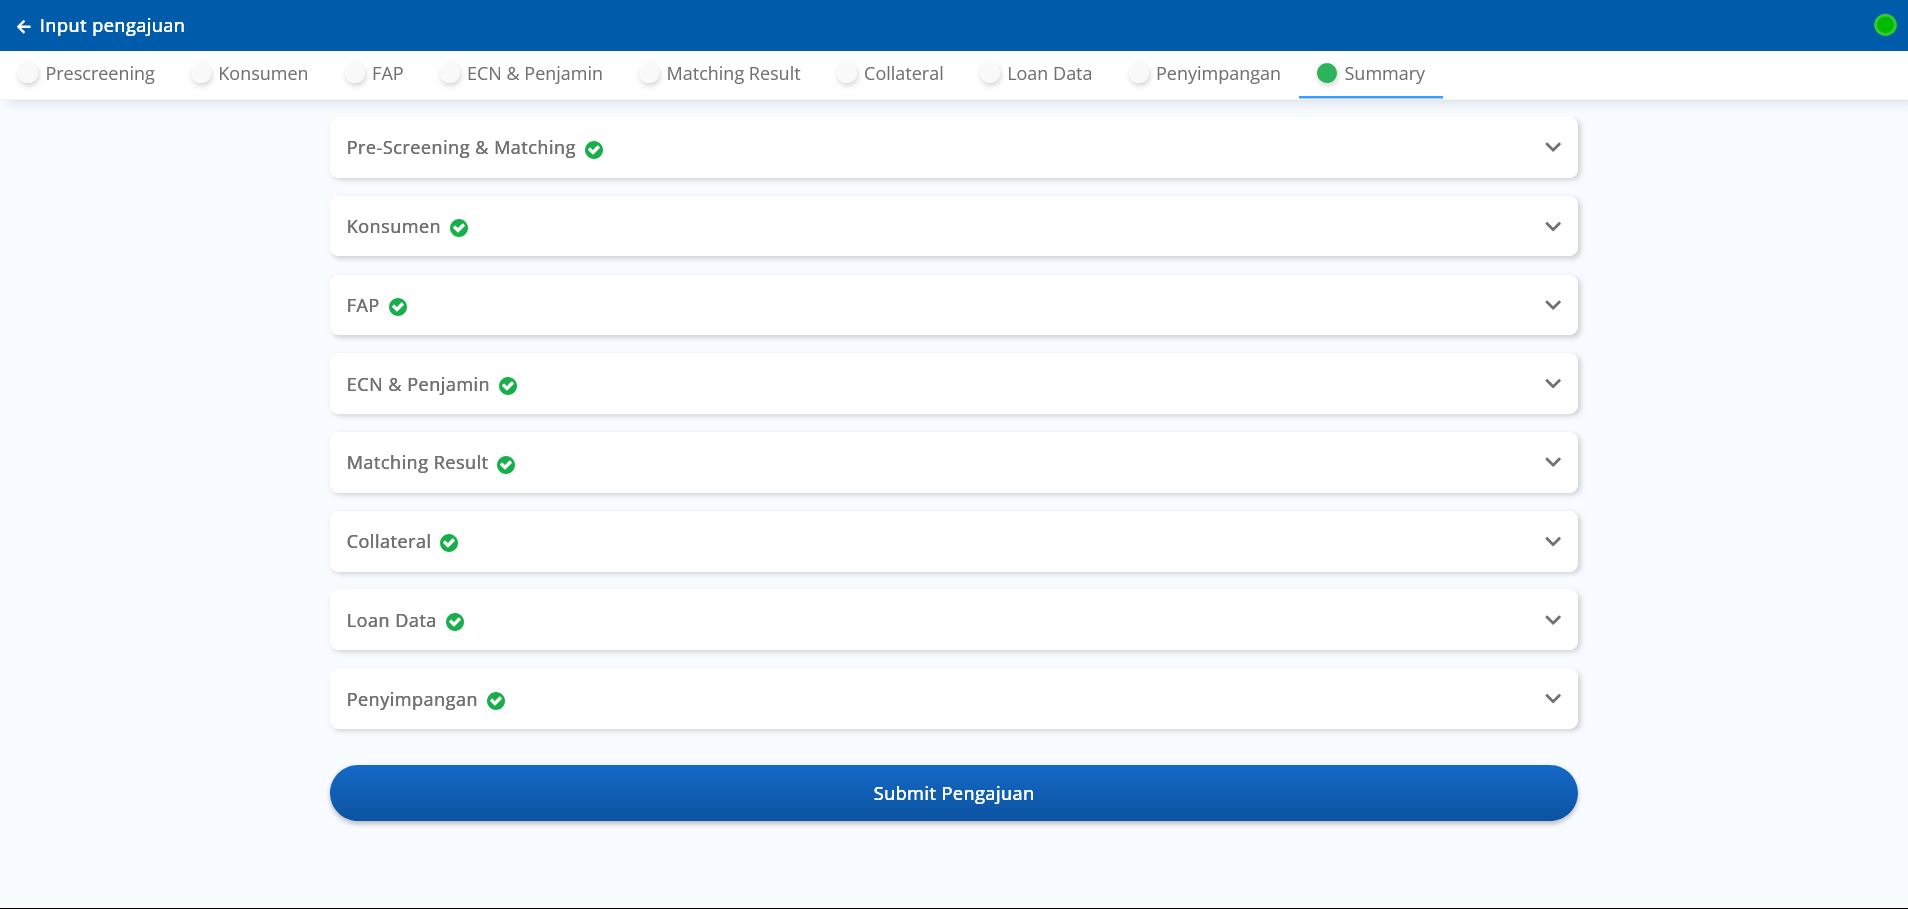 Input pengajuan
Prescreening Konsumen FAP ECN & Penjamin Matching Result Collateral Loan Data Penyimpangan Summary
Pre-Screening & Matching
Konsumen
FAP
ECN & Penjamin
Matching Result
Collateral
Loan Data
Penyimpangan
Submit Pengajuan